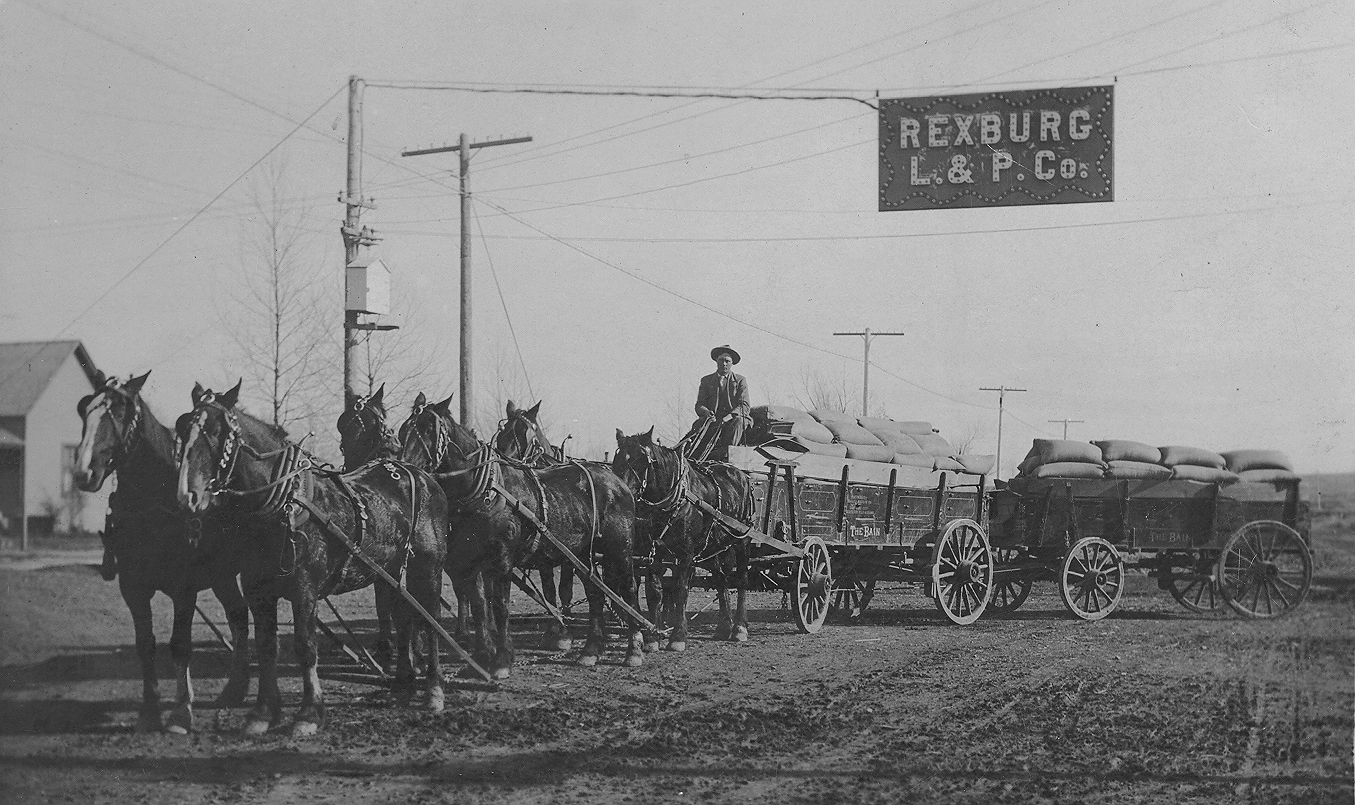 REXBURG
L. & P. Co.
THE BAIN
THE BAIN